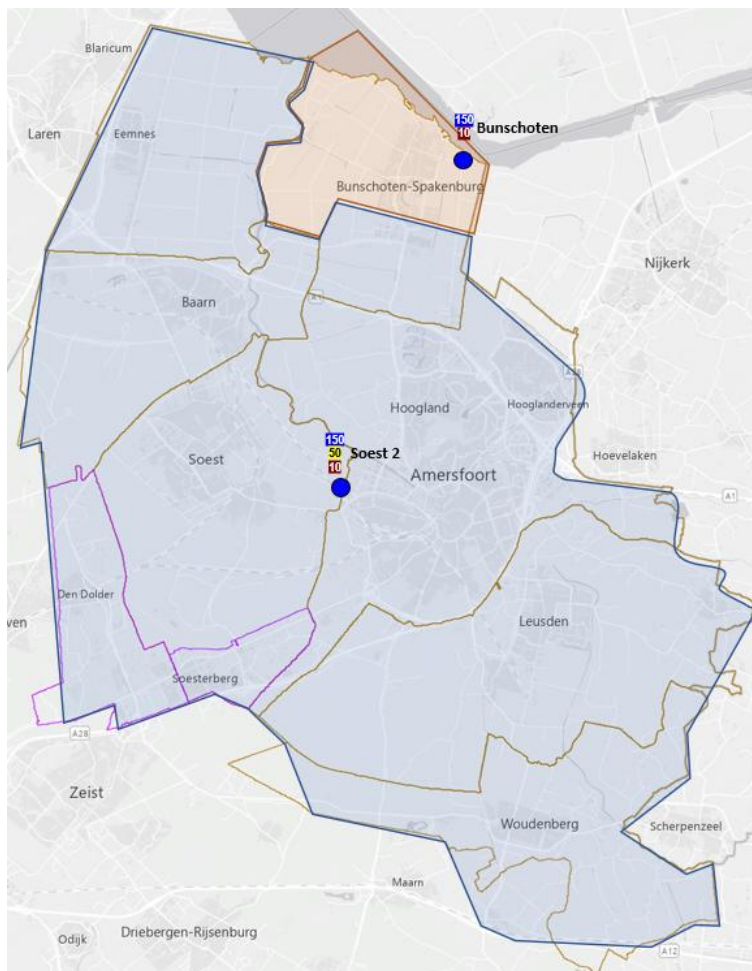 Blaricum
Laren
Eemnes
150
10
Bunschoten
Bunschoten-Spakenburg
Nijkerk
Baarn
A1
A28
Hoogland
Hooglanderveen
Soest
150
50
10
Soest 2
Amersfoort
Hoevelaken
A1
Den Dolder
ven
Leusden
Soesterberg
A28
Zeist
Woudenberg
Scherpenzeel
Maarn
Driebergen-Rijsenburg
Odijk
A12